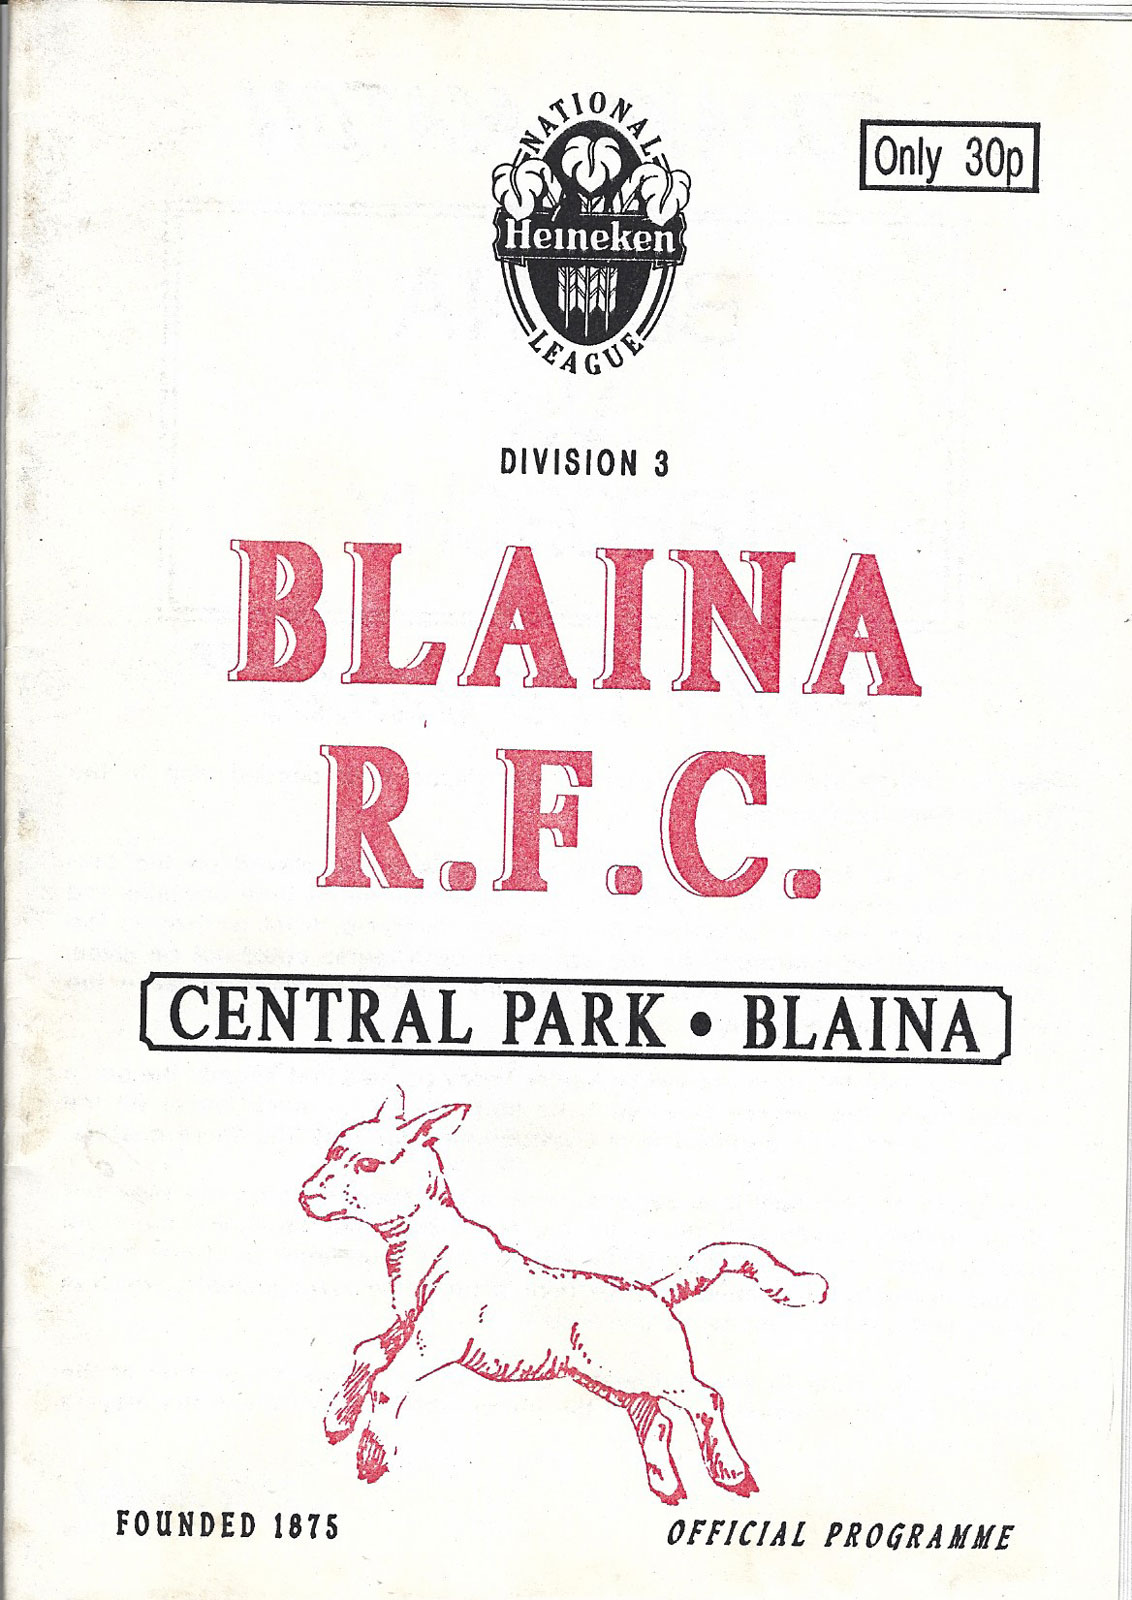 NATIONAL
Heineken
LEAGUE
Only 30p
DIVISION 3
BLAINA
R.F.C.
CENTRAL PARK • BLAINA
FOUNDED 1875
OFFICIAL PROGRAMME